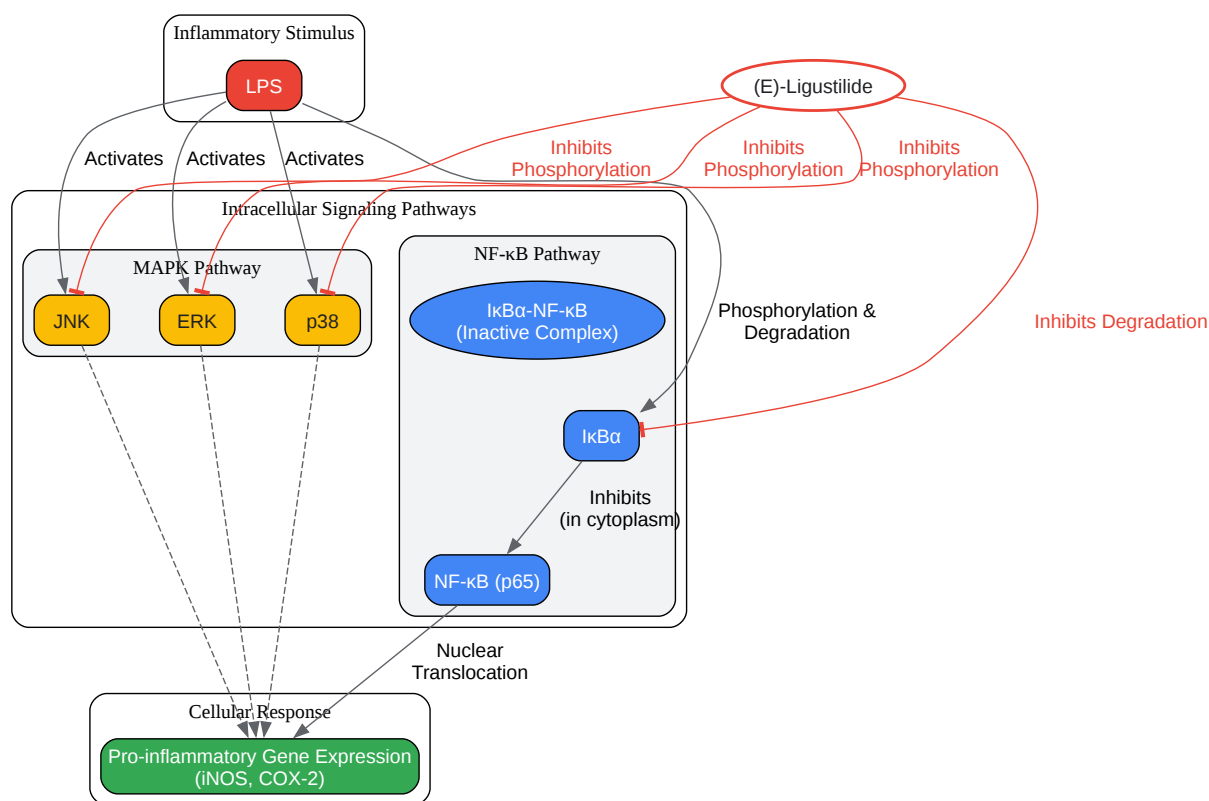 Inflammatory Stimulus
LPS
(E)-Ligustilide
Activates
Activates
Activates
Inhibits
Phosphorylation
Inhibits
Phosphorylation
Inhibits
Phosphorylation
Intracellular Signaling Pathways
MAPK Pathway
JNK
ERK
p38
NF-κB Pathway
IκBα-NF-κB
(Inactive Complex)
Phosphorylation &
Degradation
Inhibits Degradation
IκBα
Inhibits
(in cytoplasm)
NF-κB (p65)
Nuclear
Translocation
Cellular Response
Pro-inflammatory Gene Expression
(iNOS, COX-2)